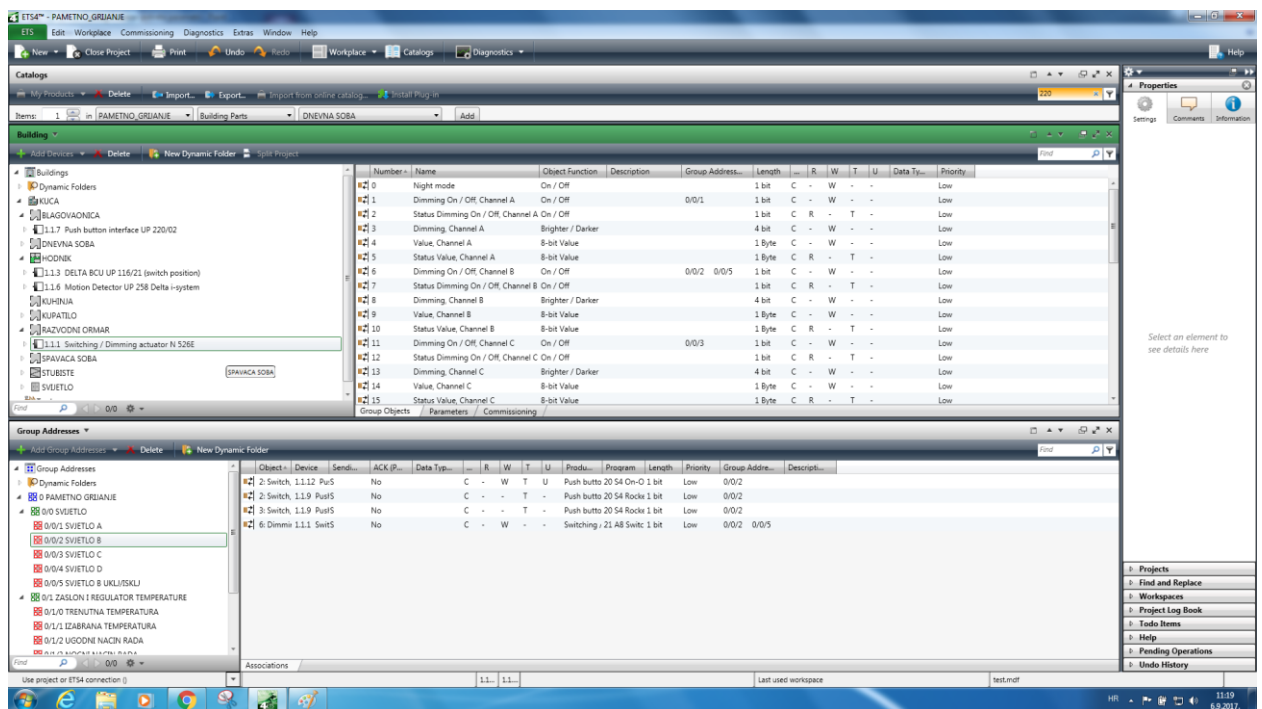 ETS4™ - PAMETNO_GRIJANJE
ETS Edit Workplace Commissioning Diagnostics Extras Window Help
New Close Project Print Undo Redo Workplace Catalogs Diagnostics Help
Catalogs
My Products Delete Import... Export... Import from online catalog... Install Plug-in 220
Items: 1 in PAMETNO_GRIJANJE Building Parts DNEVNA SOBA Add
Building
Add Devices Delete New Dynamic Folder Split Project Find
Buildings
Dynamic Folders
KUCA
BLAGOVAONICA
1.1.7 Push button interface UP 220/02
DNEVNA SOBA
HODNIK
1.1.3 DELTA BCU UP 116/21 (switch position)
1.1.6 Motion Detector UP 258 Delta i-system
KUHINJA
KUPATILO
RAZVODNI ORMAR
1.1.1 Switching / Dimming actuator N 526E
SPAVACA SOBA
STUBISTE
SVIJETLO
SPAVACA SOBA
Find 0/0
Number Name Object Function Description Group Address... Length ... R W T U Data Ty... Priority
0 Night mode On / Off 1 bit C - W - - Low
1 Dimming On / Off, Channel A On / Off 0/0/1 1 bit C - W - - Low
2 Status Dimming On / Off, Channel A On / Off 1 bit C R - T - Low
3 Dimming, Channel A Brighter / Darker 4 bit C - W - - Low
4 Value, Channel A 8-bit Value 1 Byte C - W - - Low
5 Status Value, Channel A 8-bit Value 1 Byte C R - T - Low
6 Dimming On / Off, Channel B On / Off 0/0/2 0/0/5 1 bit C - W - - Low
7 Status Dimming On / Off, Channel B On / Off 1 bit C R - T - Low
8 Dimming, Channel B Brighter / Darker 4 bit C - W - - Low
9 Value, Channel B 8-bit Value 1 Byte C - W - - Low
10 Status Value, Channel B 8-bit Value 1 Byte C R - T - Low
11 Dimming On / Off, Channel C On / Off 0/0/3 1 bit C - W - - Low
12 Status Dimming On / Off, Channel C On / Off 1 bit C R - T - Low
13 Dimming, Channel C Brighter / Darker 4 bit C - W - - Low
14 Value, Channel C 8-bit Value 1 Byte C - W - - Low
15 Status Value, Channel C 8-bit Value 1 Byte C R - T - Low
Group Objects / Parameters / Commissioning
Group Addresses
Add Group Addresses Delete New Dynamic Folder Find
Group Addresses
Dynamic Folders
0 PAMETNO GRIJANJE
0/0 SVIJETLO
0/0/1 SVJETLO A
0/0/2 SVJETLO B
0/0/3 SVJETLO C
0/0/4 SVJETLO D
0/0/5 SVJETLO B UKLJ/ISKLJ
0/1 ZASLON I REGULATOR TEMPERATURE
0/1/0 TRENUTNA TEMPERATURA
0/1/1 IZABRANA TEMPERATURA
0/1/2 UGODNI NACIN RADA
Find 0/0
Object Device Sendi... ACK (P... Data Typ... ... R W T U Produ... Program Length Priority Group Addre... Descripti...
2: Switch, 1.1.12 Pu S No C - W T U Push butto 20 S4 On-O 1 bit Low 0/0/2
2: Switch, 1.1.9 Push S No C - - T - Push butto 20 S4 Rocke 1 bit Low 0/0/2
3: Switch, 1.1.9 Push S No C - - T - Push butto 20 S4 Rocke 1 bit Low 0/0/2
6: Dimmi 1.1.1 Swit S No C - W - - Switching / 21 A8 Switc 1 bit Low 0/0/2 0/0/5
Associations
Properties
Settings Comments Information
Select an element to
see details here
Projects
Find and Replace
Workspaces
Project Log Book
Todo Items
Help
Pending Operations
Undo History
Use project or ETS4 connection () 1.1... 1.1... Last used workspace test.mdf
HR 11:19
6.9.2017.